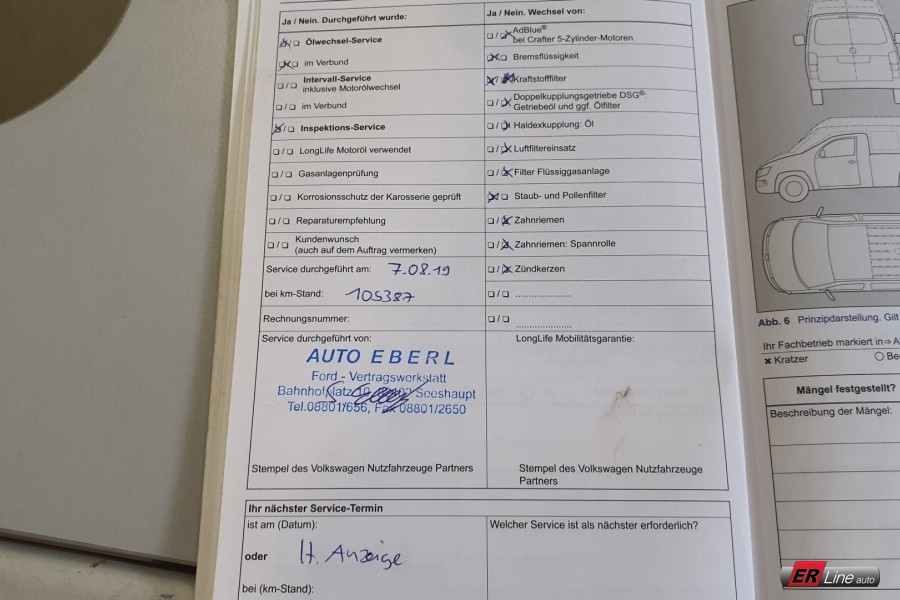 Ja / Nein. Durchgeführt wurde:
☒/☐ Ölwechsel-Service
☒/☐ im Verbund
☐/☐ Intervall-Service
inklusive Motorölwechsel
☐/☐ im Verbund
☒/☐ Inspektions-Service
☐/☐ LongLife Motoröl verwendet
☐/☐ Gasanlagenprüfung
☐/☐ Korrosionsschutz der Karosserie geprüft
☐/☐ Reparaturempfehlung
☐/☐ Kundenwunsch
(auch auf dem Auftrag vermerken)
Service durchgeführt am: 7.08.19
bei km-Stand: 105387
Rechnungsnummer:
Service durchgeführt von:
AUTO EBERL
Ford - Vertragswerkstatt
Bahnhofplatz Seeshaupt
Tel.08801/656, Fax 08801/2650
Stempel des Volkswagen Nutzfahrzeuge Partners
Ja / Nein. Wechsel von:
☐/☒ AdBlue®
bei Crafter 5-Zylinder-Motoren
☒/☐ Bremsflüssigkeit
☒/☒ Kraftstofffilter
☐/☒ Doppelkupplungsgetriebe DSG®:
Getriebeöl und ggf. Ölfilter
☐/☒ Haldexkupplung: Öl
☐/☒ Luftfiltereinsatz
☐/☒ Filter Flüssiggasanlage
☒/☐ Staub- und Pollenfilter
☐/☒ Zahnriemen
☐/☒ Zahnriemen: Spannrolle
☐/☒ Zündkerzen
☐/☐ ....................
☐/☐ ....................
LongLife Mobilitätsgarantie:
Stempel des Volkswagen Nutzfahrzeuge
Partners
Ihr nächster Service-Termin
ist am (Datum):
oder lt. Anzeige
bei (km-Stand):
Welcher Service ist als nächster erforderlich?
Abb. 6 Prinzipdarstellung. Gilt
Ihr Fachbetrieb markiert in ⇒ A
× Kratzer ○ Be
Mängel festgestellt?
Beschreibung der Mängel:
ER Line auto